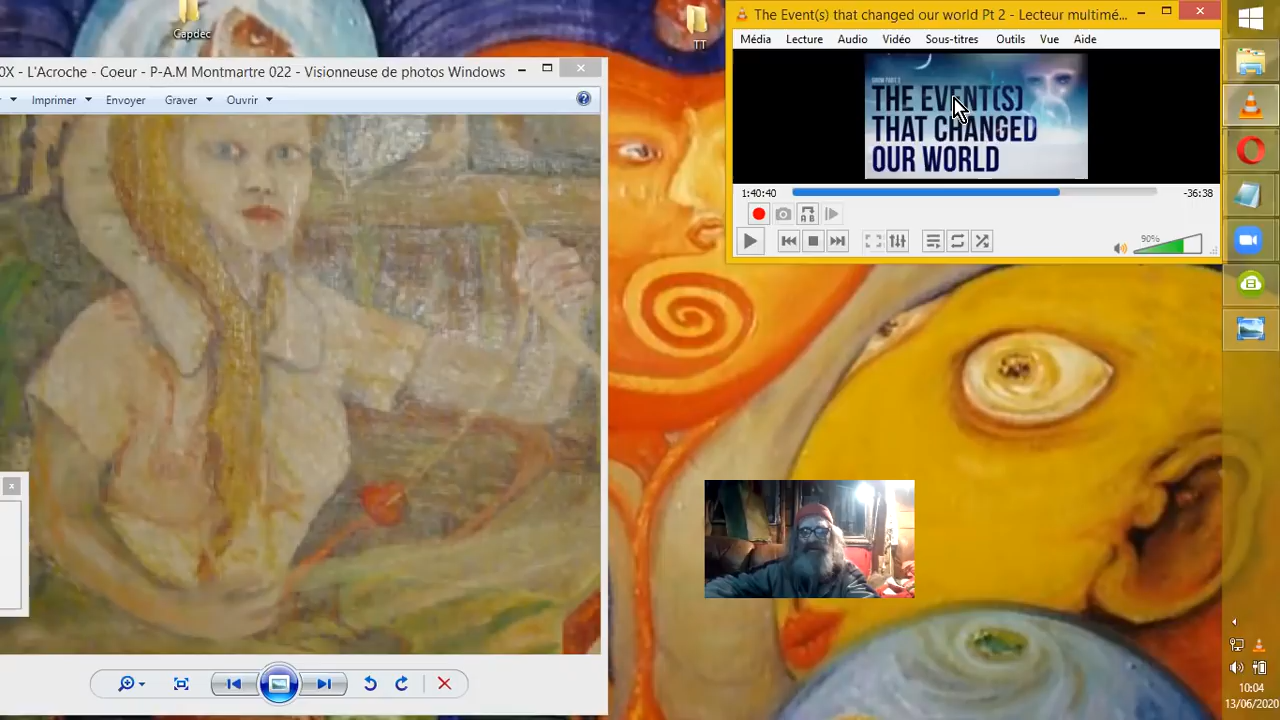 Gapdec
TT
0X - L'Acroche - Coeur - P-A.M Montmartre 022 - Visionneuse de photos Windows
Imprimer
Envoyer
Graver
Ouvrir
The Event(s) that changed our world Pt 2 - Lecteur multimé...
Média Lecture Audio Vidéo Sous-titres Outils Vue Aide
THE EVENT(S)
THAT CHANGED
OUR WORLD
1:40:40
-36:38
90%
10:04
13/06/2020